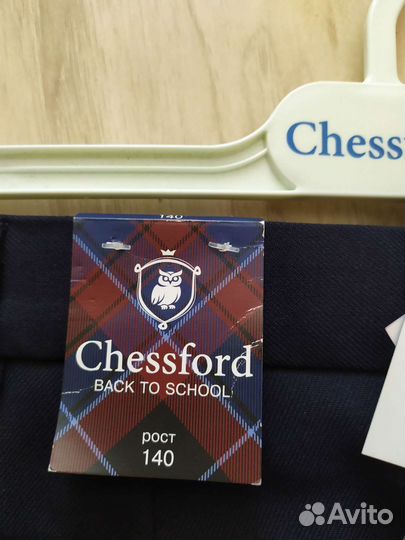 Chess
140
Chessford
BACK TO SCHOOL
рост
140
Avito